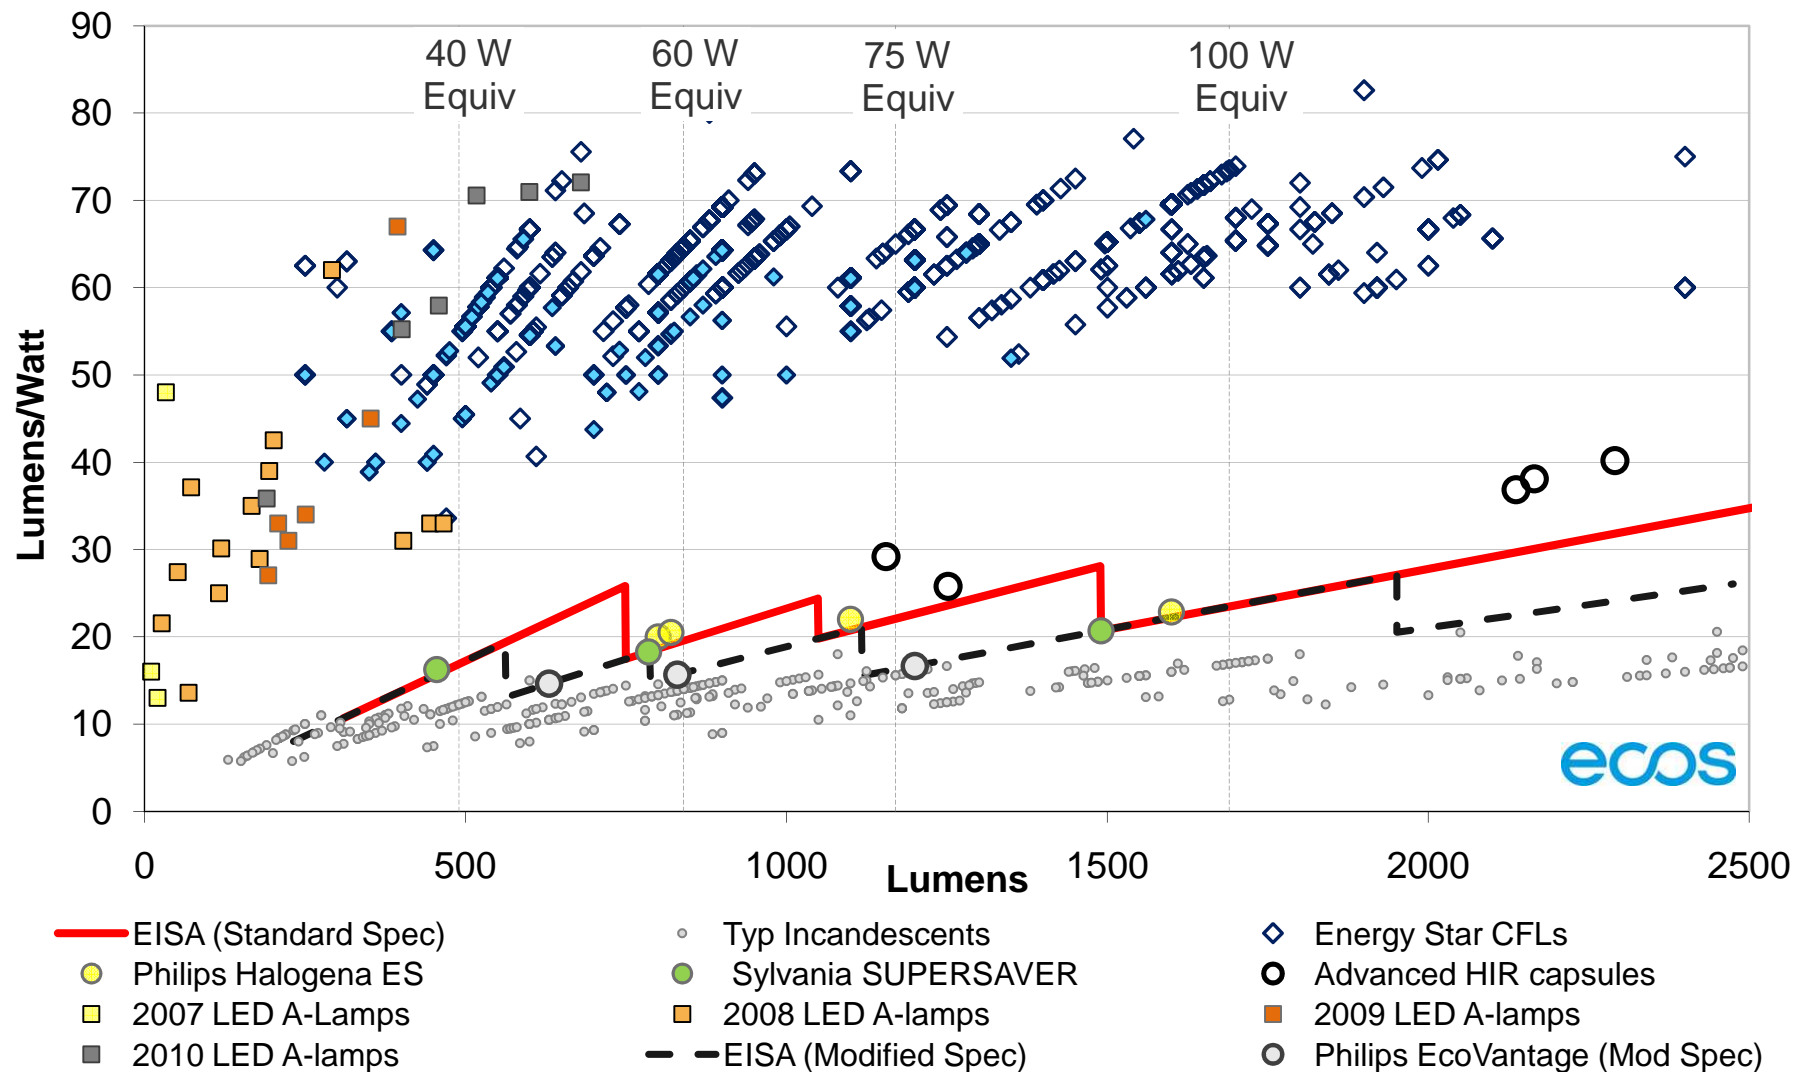 90
80
70
60
50
40
30
20
10
0
Lumens/Watt
40 W
Equiv
60 W
Equiv
75 W
Equiv
100 W
Equiv
ecos
0 500 1000 1500 2000 2500
Lumens
EISA (Standard Spec) Typ Incandescents Energy Star CFLs
Philips Halogena ES Sylvania SUPERSAVER Advanced HIR capsules
2007 LED A-Lamps 2008 LED A-lamps 2009 LED A-lamps
2010 LED A-lamps EISA (Modified Spec) Philips EcoVantage (Mod Spec)